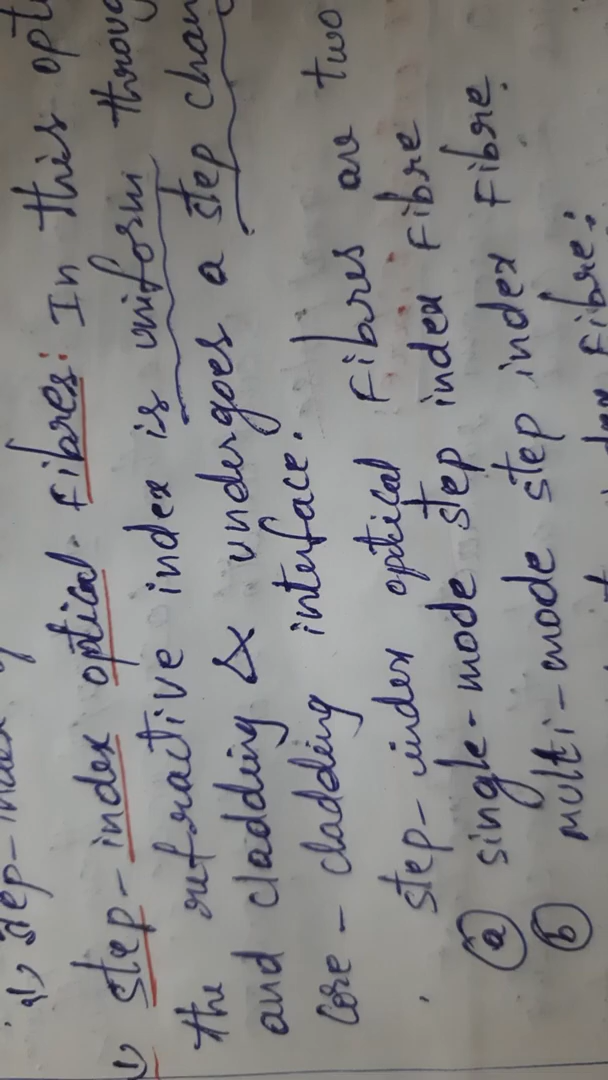 step-index
1) step-index optical fibres: In this opt
the refractive index is uniform throug
and cladding & undergoes a step chan
core-cladding interface.
step-index optical fibres are two
(a) single-mode step index fibre
(b) multi-mode step index fibre.
fibre: